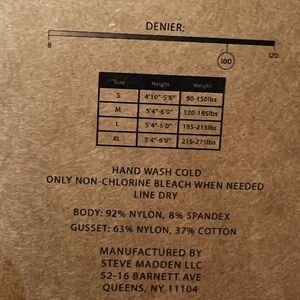 DENIER:
8 100 120
Size Height Weight
S 4'10"-5'6" 90-150lbs
M 5'4"-6'0" 120-185lbs
L 5'4"-6'0" 185-215lbs
XL 5'4"-6'0" 215-275lbs
HAND WASH COLD
ONLY NON-CHLORINE BLEACH WHEN NEEDED
LINE DRY
BODY: 92% NYLON, 8% SPANDEX
GUSSET: 63% NYLON, 37% COTTON
MANUFACTURED BY
STEVE MADDEN LLC
52-16 BARNETT AVE
QUEENS, NY 11104